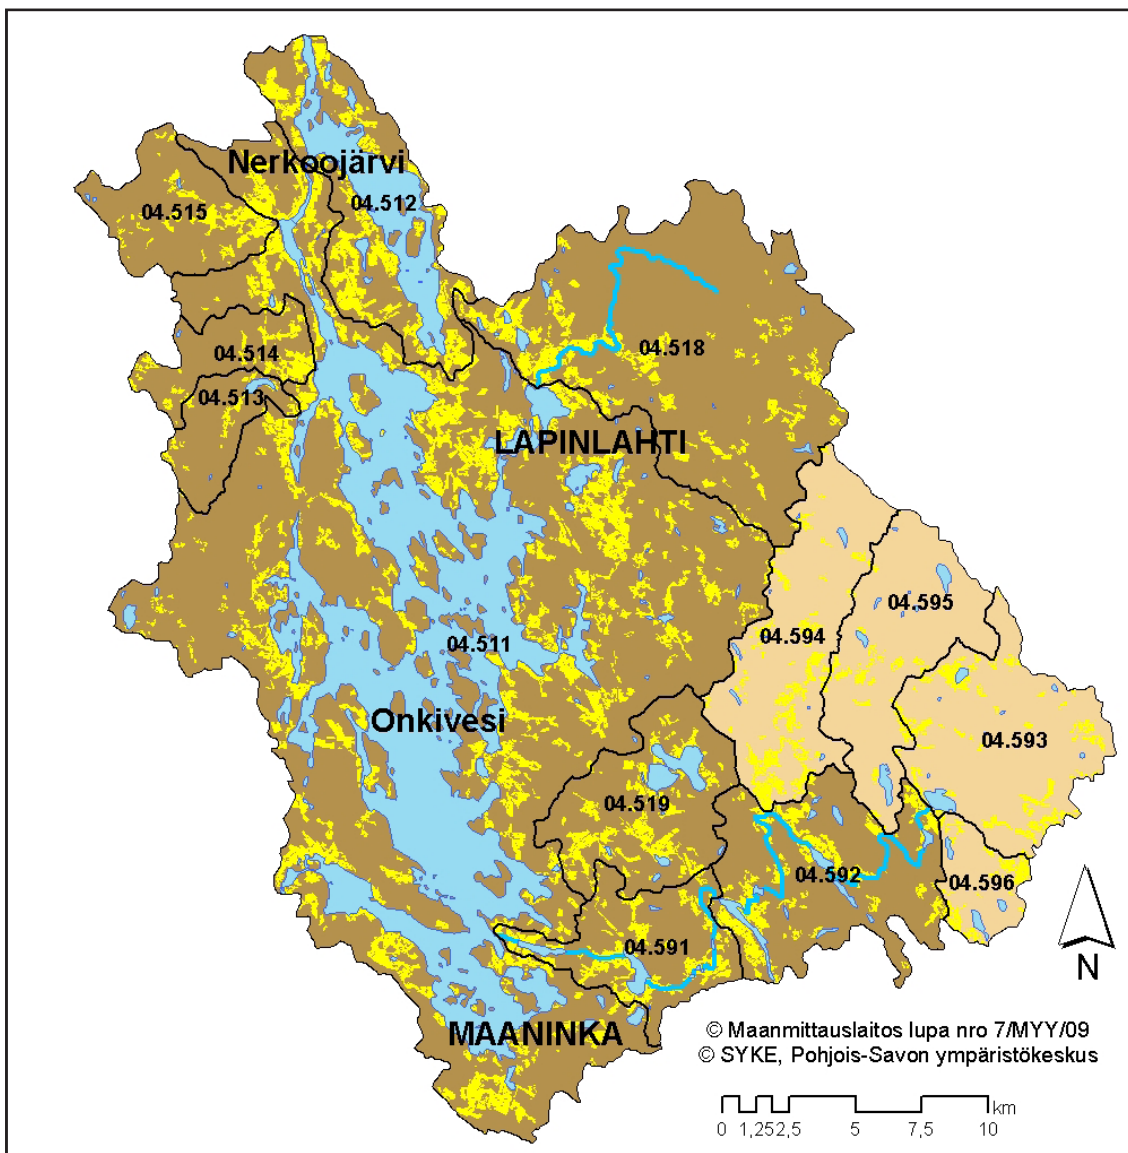 Nerkoojärvi
04.515
04.512
04.514
04.518
04.513
LAPINLAHTI
04.595
04.594
04.511
Onkivesi
04.593
04.519
04.592
04.596
04.591
N
MAANINKA
© Maanmittauslaitos lupa nro 7/MYY/09
© SYKE, Pohjois-Savon ympäristökeskus
km
0 1,25 2,5 5 7,5 10